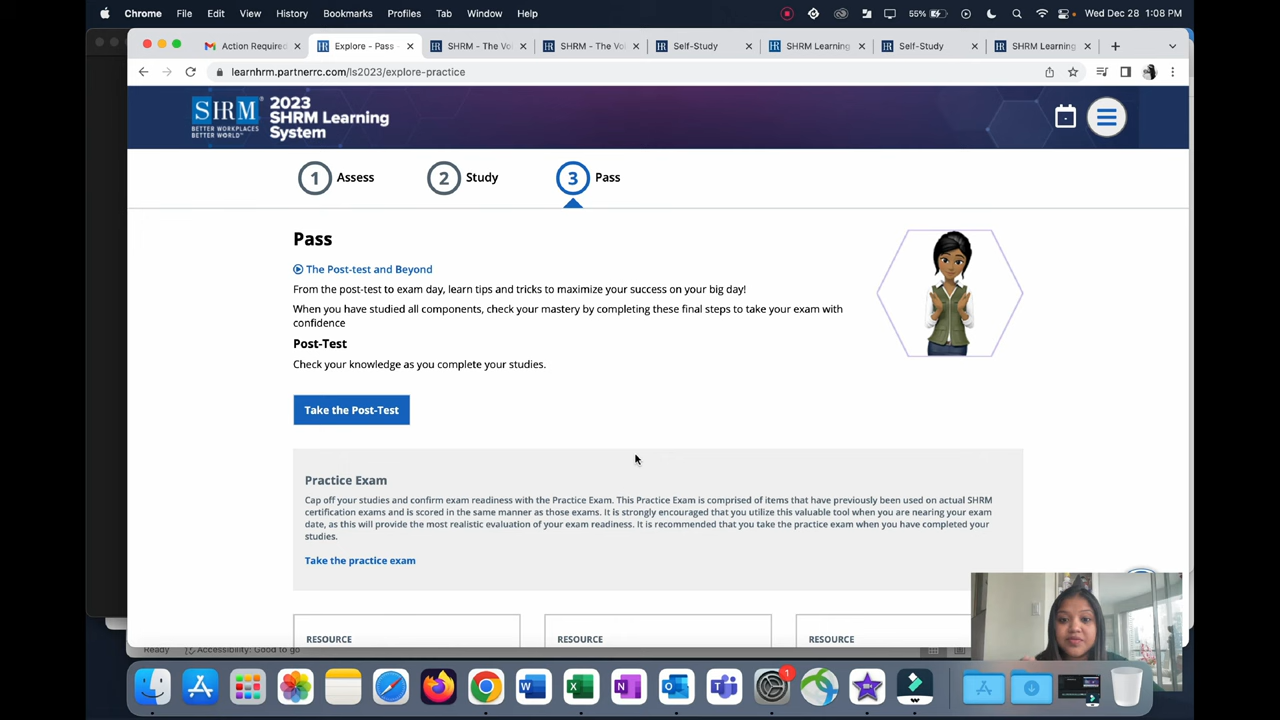 Chrome File Edit View History Bookmarks Profiles Tab Window Help 55% Wed Dec 28 1:08 PM
Action Required Explore - Pass - SHRM - The Vo SHRM - The Vo Self-Study SHRM Learning Self-Study SHRM Learning
learnhrm.partnerrc.com/ls2023/explore-practice
SHRM
BETTER WORKPLACES
BETTER WORLD™
2023
SHRM Learning
System
1 Assess 2 Study 3 Pass
Pass
The Post-test and Beyond
From the post-test to exam day, learn tips and tricks to maximize your success on your big day!
When you have studied all components, check your mastery by completing these final steps to take your exam with
confidence
Post-Test
Check your knowledge as you complete your studies.
Take the Post-Test
Practice Exam
Cap off your studies and confirm exam readiness with the Practice Exam. This Practice Exam is comprised of items that have previously been used on actual SHRM
certification exams and is scored in the same manner as those exams. It is strongly encouraged that you utilize this valuable tool when you are nearing your exam
date, as this will provide the most realistic evaluation of your exam readiness. It is recommended that you take the practice exam when you have completed your
studies.
Take the practice exam
RESOURCE RESOURCE RESOURCE
Ready Accessibility: Good to go
1